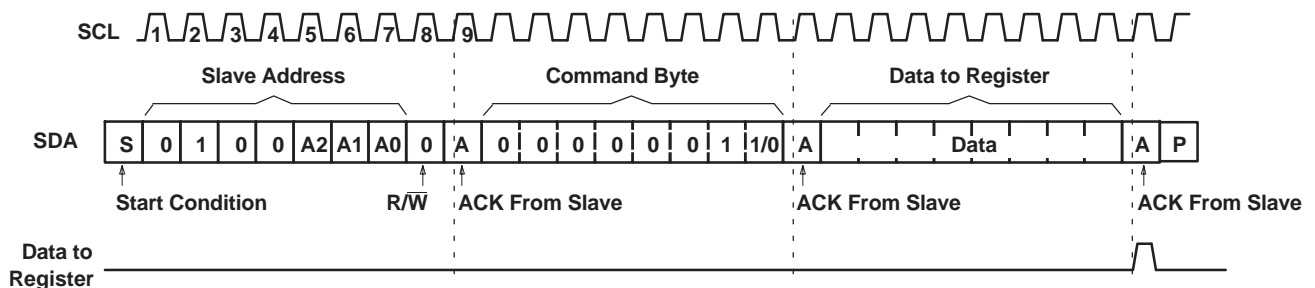 SCL 1 2 3 4 5 6 7 8 9
Slave Address Command Byte Data to Register
SDA S 0 1 0 0 A2 A1 A0 0 A 0 0 0 0 0 0 1 1/0 A Data A P
Start Condition R/W ACK From Slave ACK From Slave ACK From Slave
Data to
Register